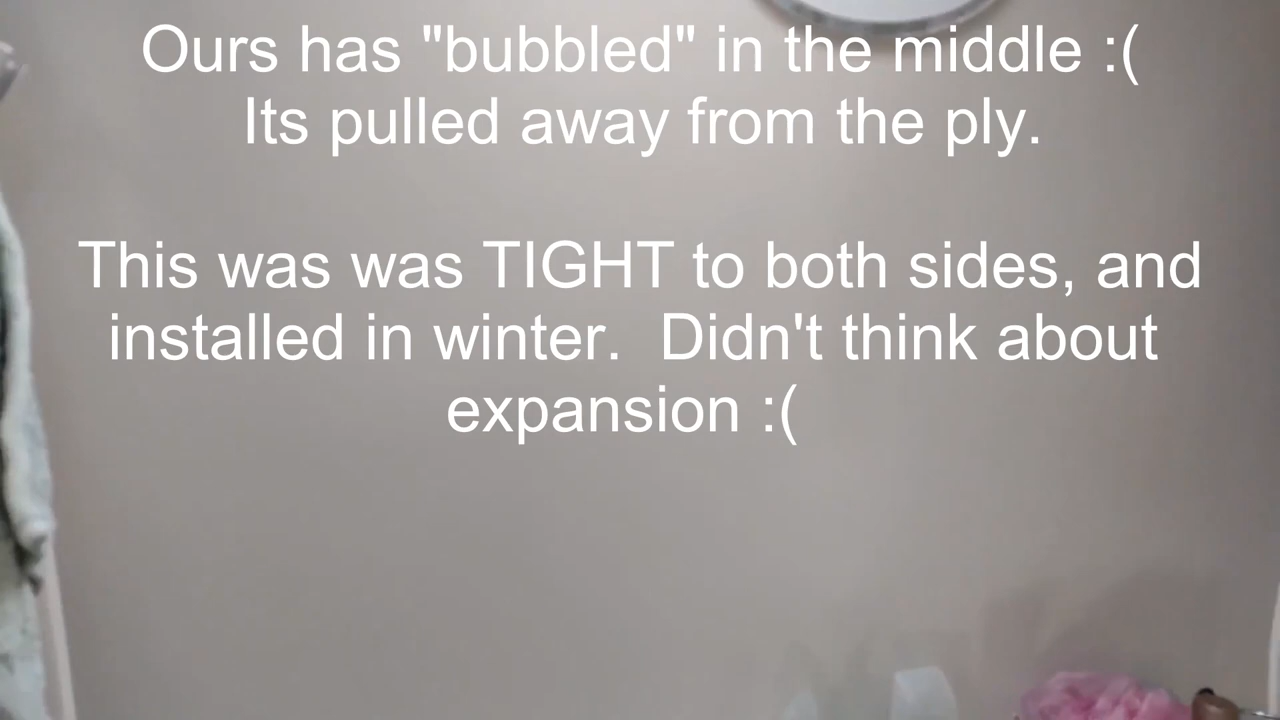 Ours has "bubbled" in the middle :(
Its pulled away from the ply.
This was was TIGHT to both sides, and
installed in winter.  Didn't think about
expansion :(